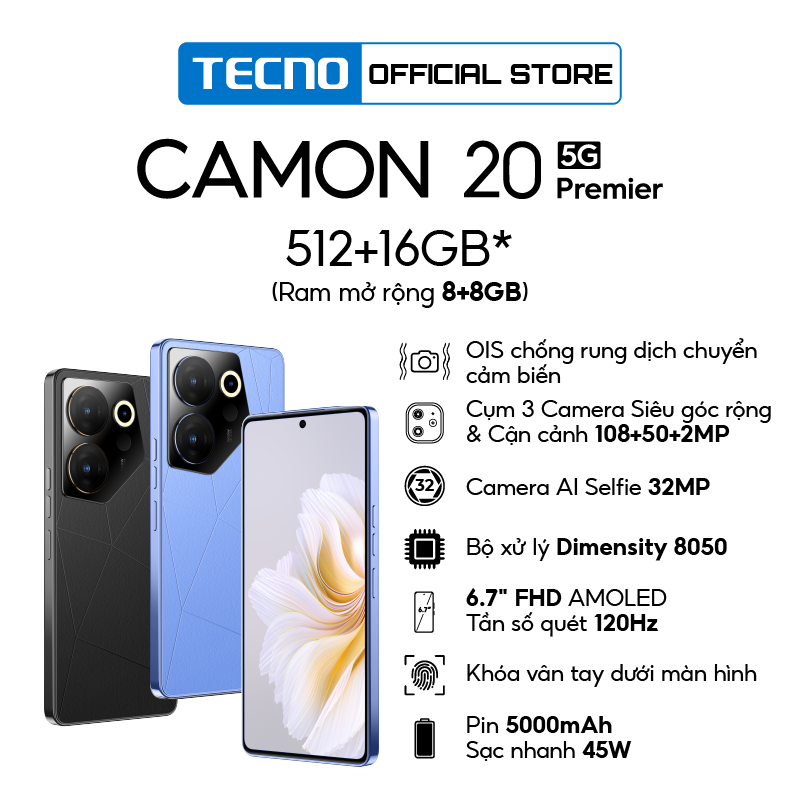 TECNO OFFICIAL STORE
CAMON 20 5G Premier
512+16GB*
(Ram mở rộng 8+8GB)
OIS chống rung dịch chuyển
cảm biến
Cụm 3 Camera Siêu góc rộng
& Cận cảnh 108+50+2MP
32
Camera AI Selfie 32MP
Bộ xử lý Dimensity 8050
6.7"
6.7" FHD AMOLED
Tần số quét 120Hz
Khóa vân tay dưới màn hình
Pin 5000mAh
Sạc nhanh 45W